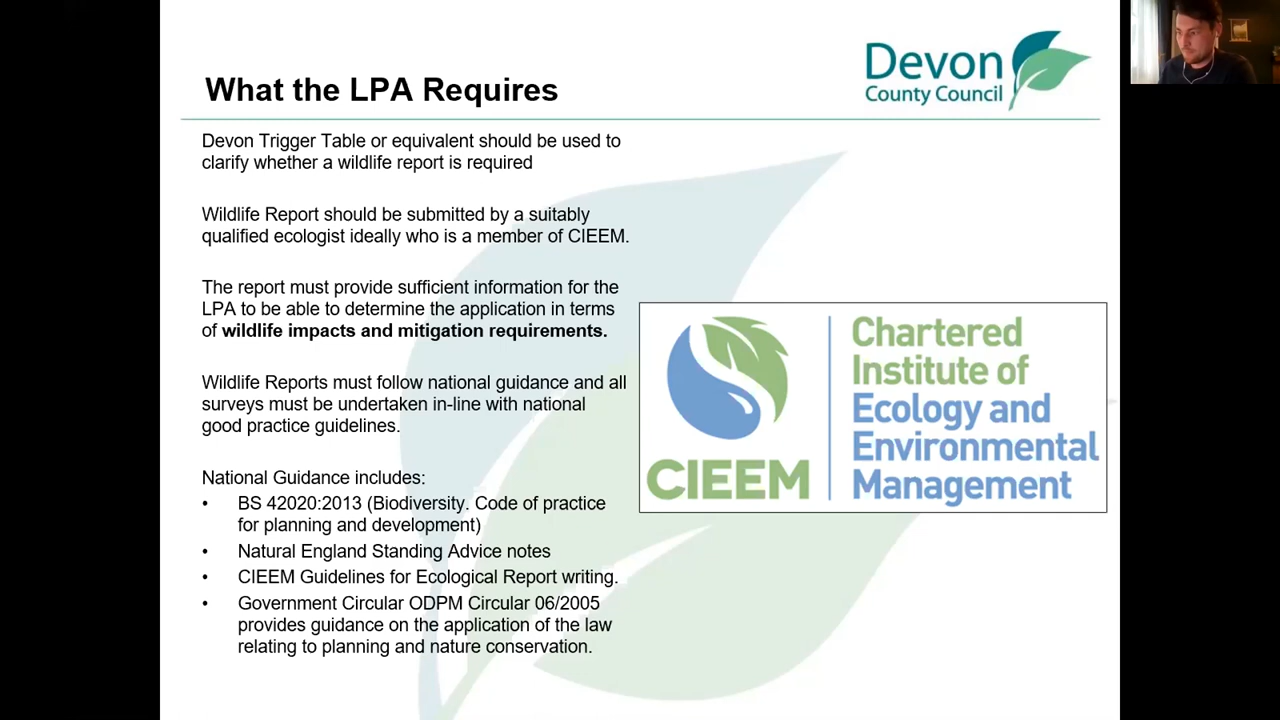 What the LPA Requires
Devon
County Council
Devon Trigger Table or equivalent should be used to
clarify whether a wildlife report is required
Wildlife Report should be submitted by a suitably
qualified ecologist ideally who is a member of CIEEM.
The report must provide sufficient information for the
LPA to be able to determine the application in terms
of wildlife impacts and mitigation requirements.
Wildlife Reports must follow national guidance and all
surveys must be undertaken in-line with national
good practice guidelines.
National Guidance includes:
• BS 42020:2013 (Biodiversity. Code of practice
for planning and development)
• Natural England Standing Advice notes
• CIEEM Guidelines for Ecological Report writing.
• Government Circular ODPM Circular 06/2005
provides guidance on the application of the law
relating to planning and nature conservation.
CIEEM
Chartered
Institute of
Ecology and
Environmental
Management